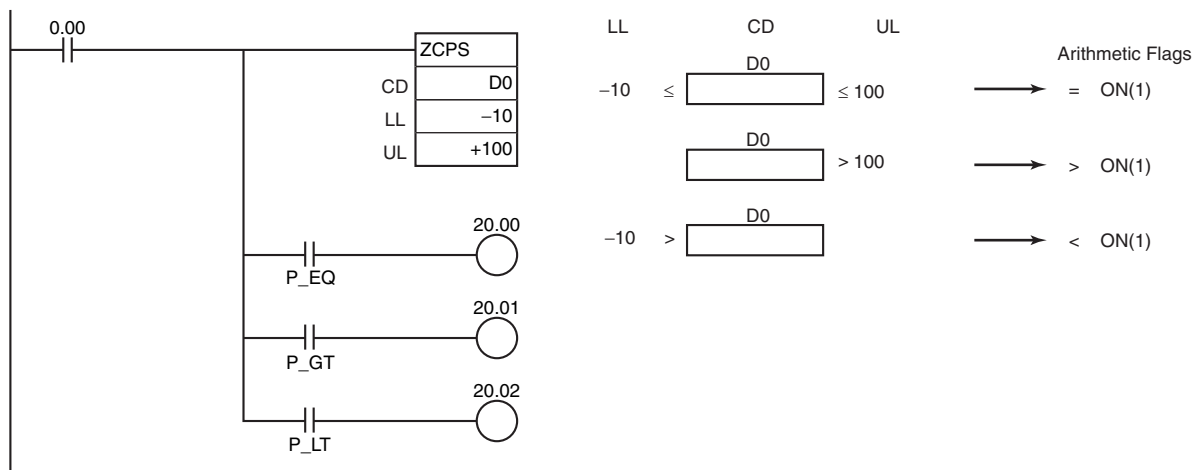 0.00
ZCPS
CD D0
LL −10
UL +100
20.00
P_EQ
20.01
P_GT
20.02
P_LT
LL CD UL
Arithmetic Flags
D0
−10 ≤ ≤ 100 = ON(1)
D0
> 100 > ON(1)
D0
−10 > < ON(1)